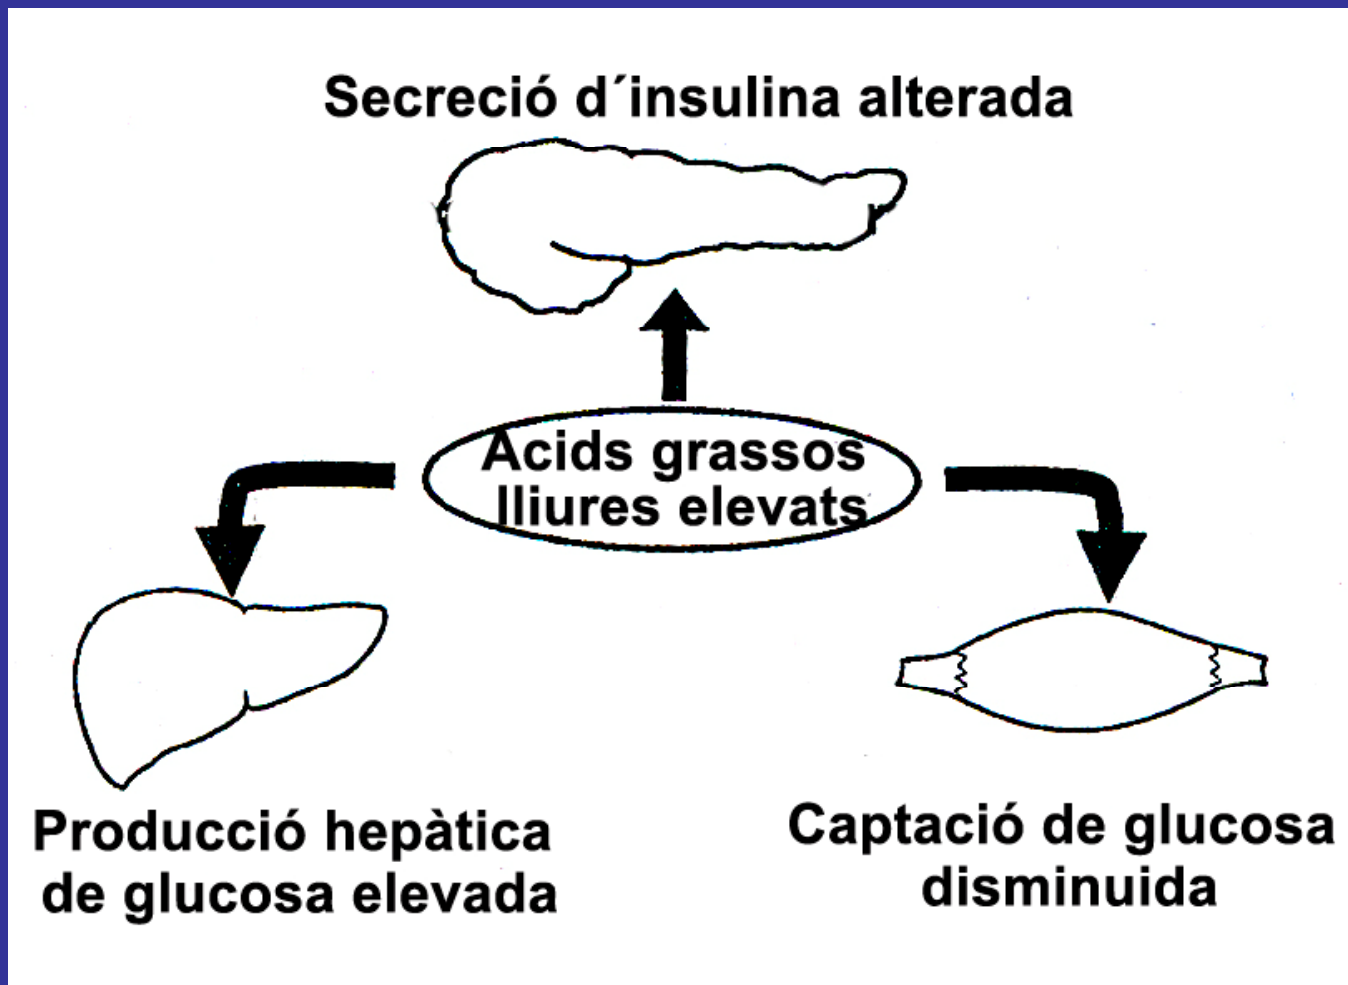 Secreció d´insulina alterada
Acids grassos
lliures elevats
Producció hepàtica
de glucosa elevada
Captació de glucosa
disminuida